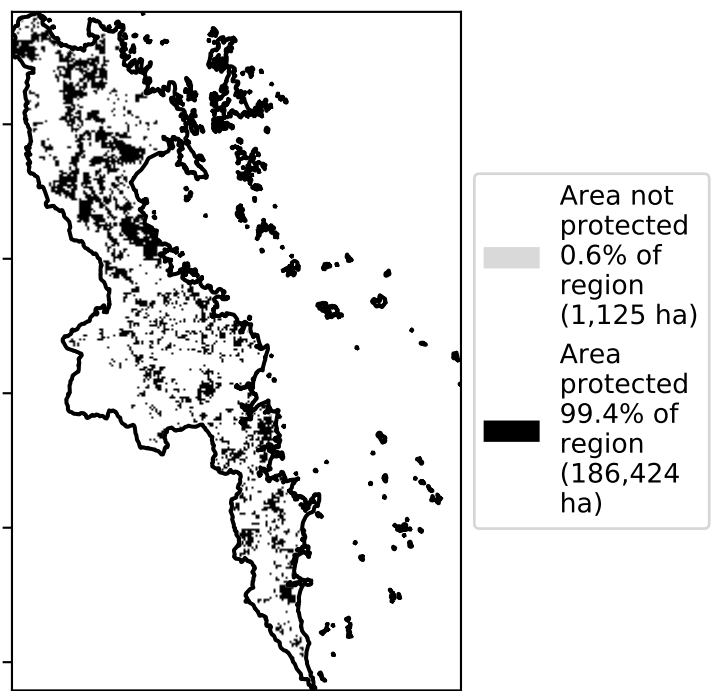 Area not
protected
0.6% of
region
(1,125 ha)
Area
protected
99.4% of
region
(186,424
ha)